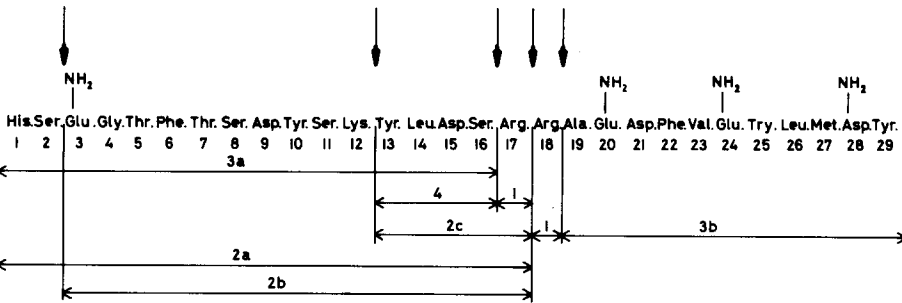 NH2 NH2 NH2 NH2
His.Ser.Glu.Gly.Thr.Phe.Thr.Ser.Asp.Tyr.Ser.Lys.Tyr.Leu.Asp.Ser.Arg.Arg.Ala.Glu.Asp.Phe.Val.Glu.Try.Leu.Met.Asp.Tyr.
1 2 3 4 5 6 7 8 9 10 11 12 13 14 15 16 17 18 19 20 21 22 23 24 25 26 27 28 29
3a
4 1
2c 1 3b
2a
2b